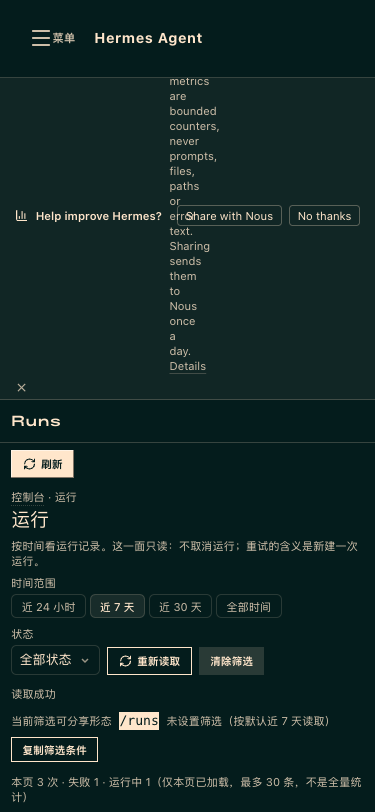 菜单
Hermes Agent
metrics
are
bounded
counters,
never
prompts,
files,
paths
or
error
text.
Sharing
sends
them
to
Nous
once
a
day.
Details
Help improve Hermes?
Share with Nous
No thanks
Runs
刷新
控制台 · 运行
运行
按时间看运行记录。这一面只读：不取消运行；重试的含义是新建一次
运行。
时间范围
近 24 小时
近 7 天
近 30 天
全部时间
状态
全部状态
重新读取
清除筛选
读取成功
当前筛选可分享形态 /runs 未设置筛选（按默认近 7 天读取）
复制筛选条件
本页 3 次 · 失败 1 · 运行中 1（仅本页已加载，最多 30 条，不是全量统
计）